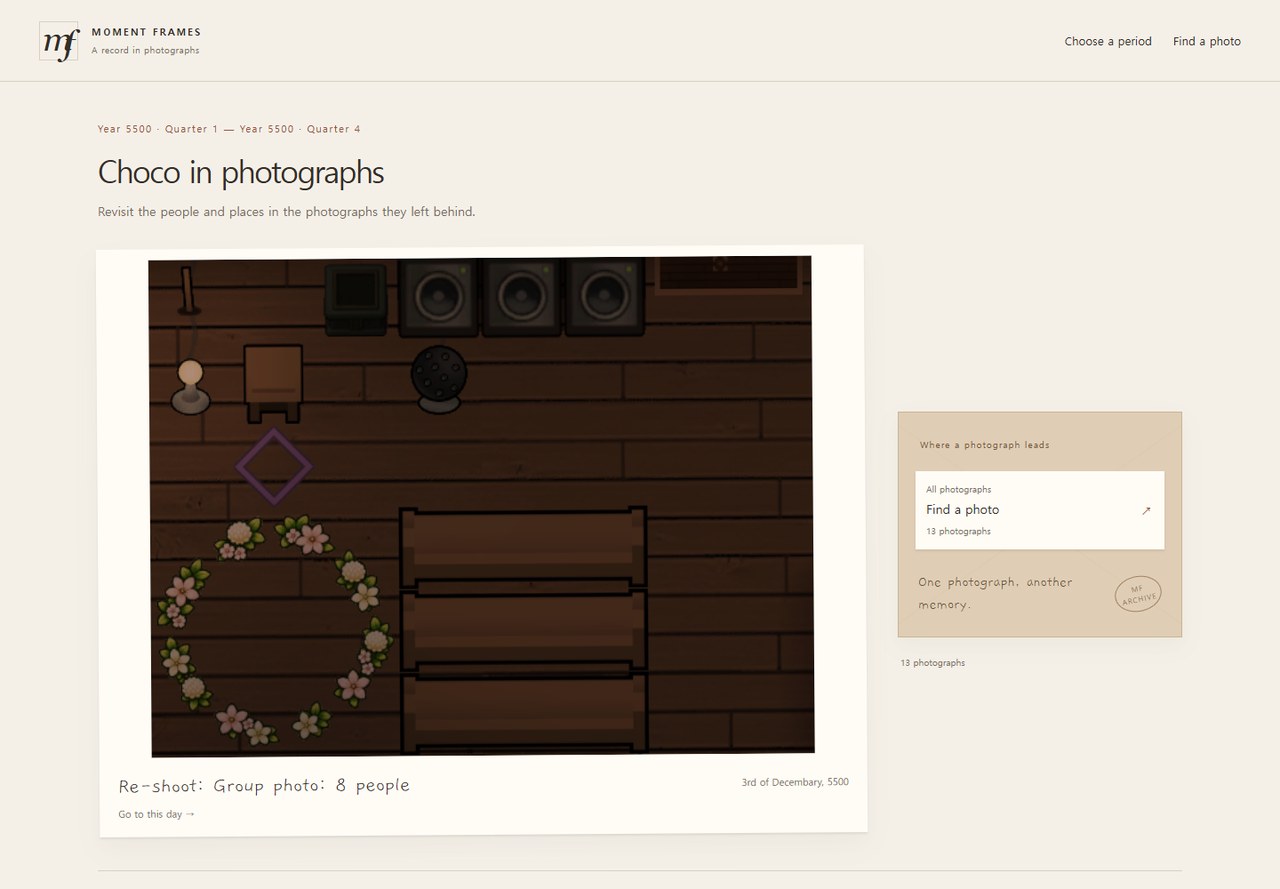 mf
MOMENT FRAMES
A record in photographs
Choose a period
Find a photo
Year 5500 · Quarter 1 — Year 5500 · Quarter 4
Choco in photographs
Revisit the people and places in the photographs they left behind.
Re-shoot: Group photo: 8 people
3rd of Decembary, 5500
Go to this day →
Where a photograph leads
All photographs
Find a photo
↗
13 photographs
One photograph, another
memory.
MF
ARCHIVE
13 photographs